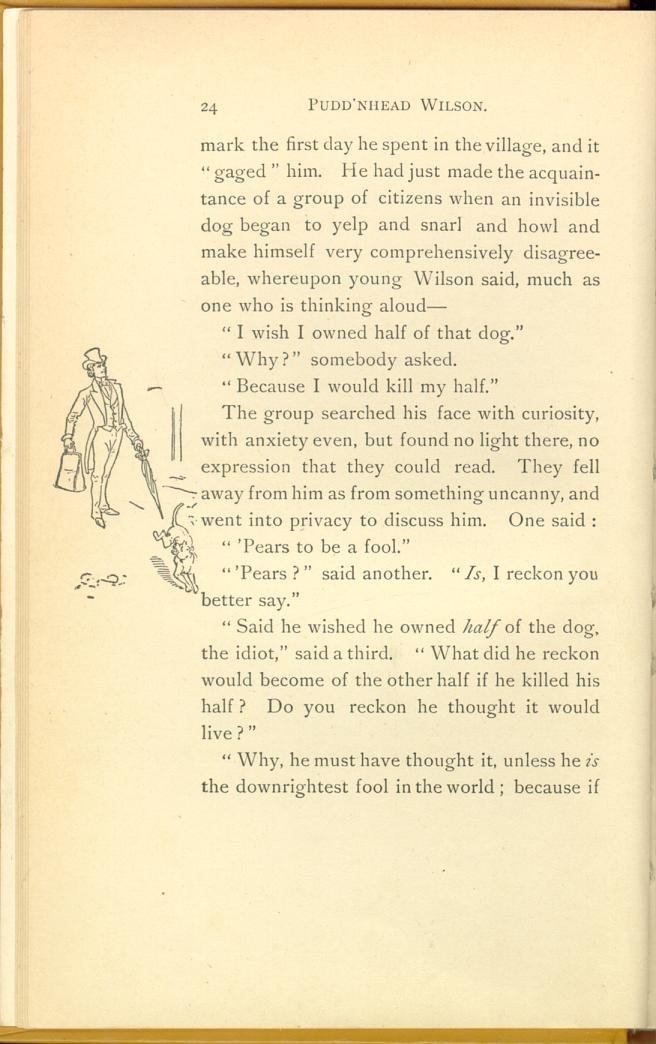 24 PUDD'NHEAD WILSON.
mark the first day he spent in the village, and it
"gaged" him. He had just made the acquain-
tance of a group of citizens when an invisible
dog began to yelp and snarl and howl and
make himself very comprehensively disagree-
able, whereupon young Wilson said, much as
one who is thinking aloud—
"I wish I owned half of that dog."
"Why?" somebody asked.
"Because I would kill my half."
The group searched his face with curiosity,
with anxiety even, but found no light there, no
expression that they could read. They fell
away from him as from something uncanny, and
went into privacy to discuss him. One said:
"'Pears to be a fool."
"'Pears?" said another. "Is, I reckon you
better say."
"Said he wished he owned half of the dog,
the idiot," said a third. "What did he reckon
would become of the other half if he killed his
half? Do you reckon he thought it would
live?"
"Why, he must have thought it, unless he is
the downrightest fool in the world; because if